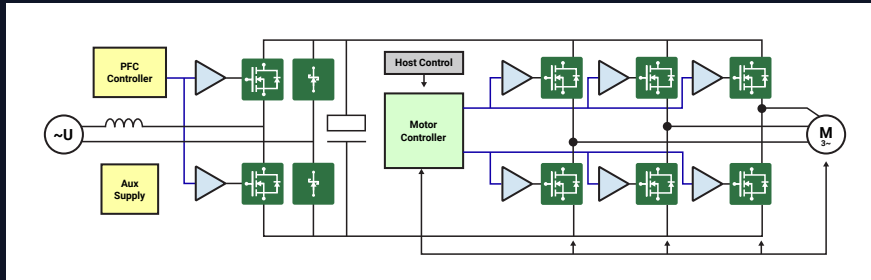 PFC
Controller
Host Control
~U
Motor
Controller
M
3~
Aux
Supply